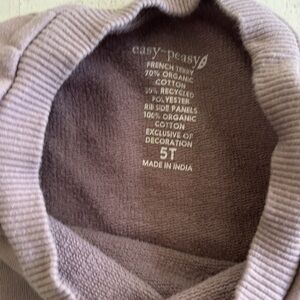 easy-peasy
FRENCH TERRY
70% ORGANIC
COTTON
30% RECYCLED
POLYESTER
RIB SIDE PANELS
100% ORGANIC
COTTON
EXCLUSIVE OF
DECORATION
5T
MADE IN INDIA